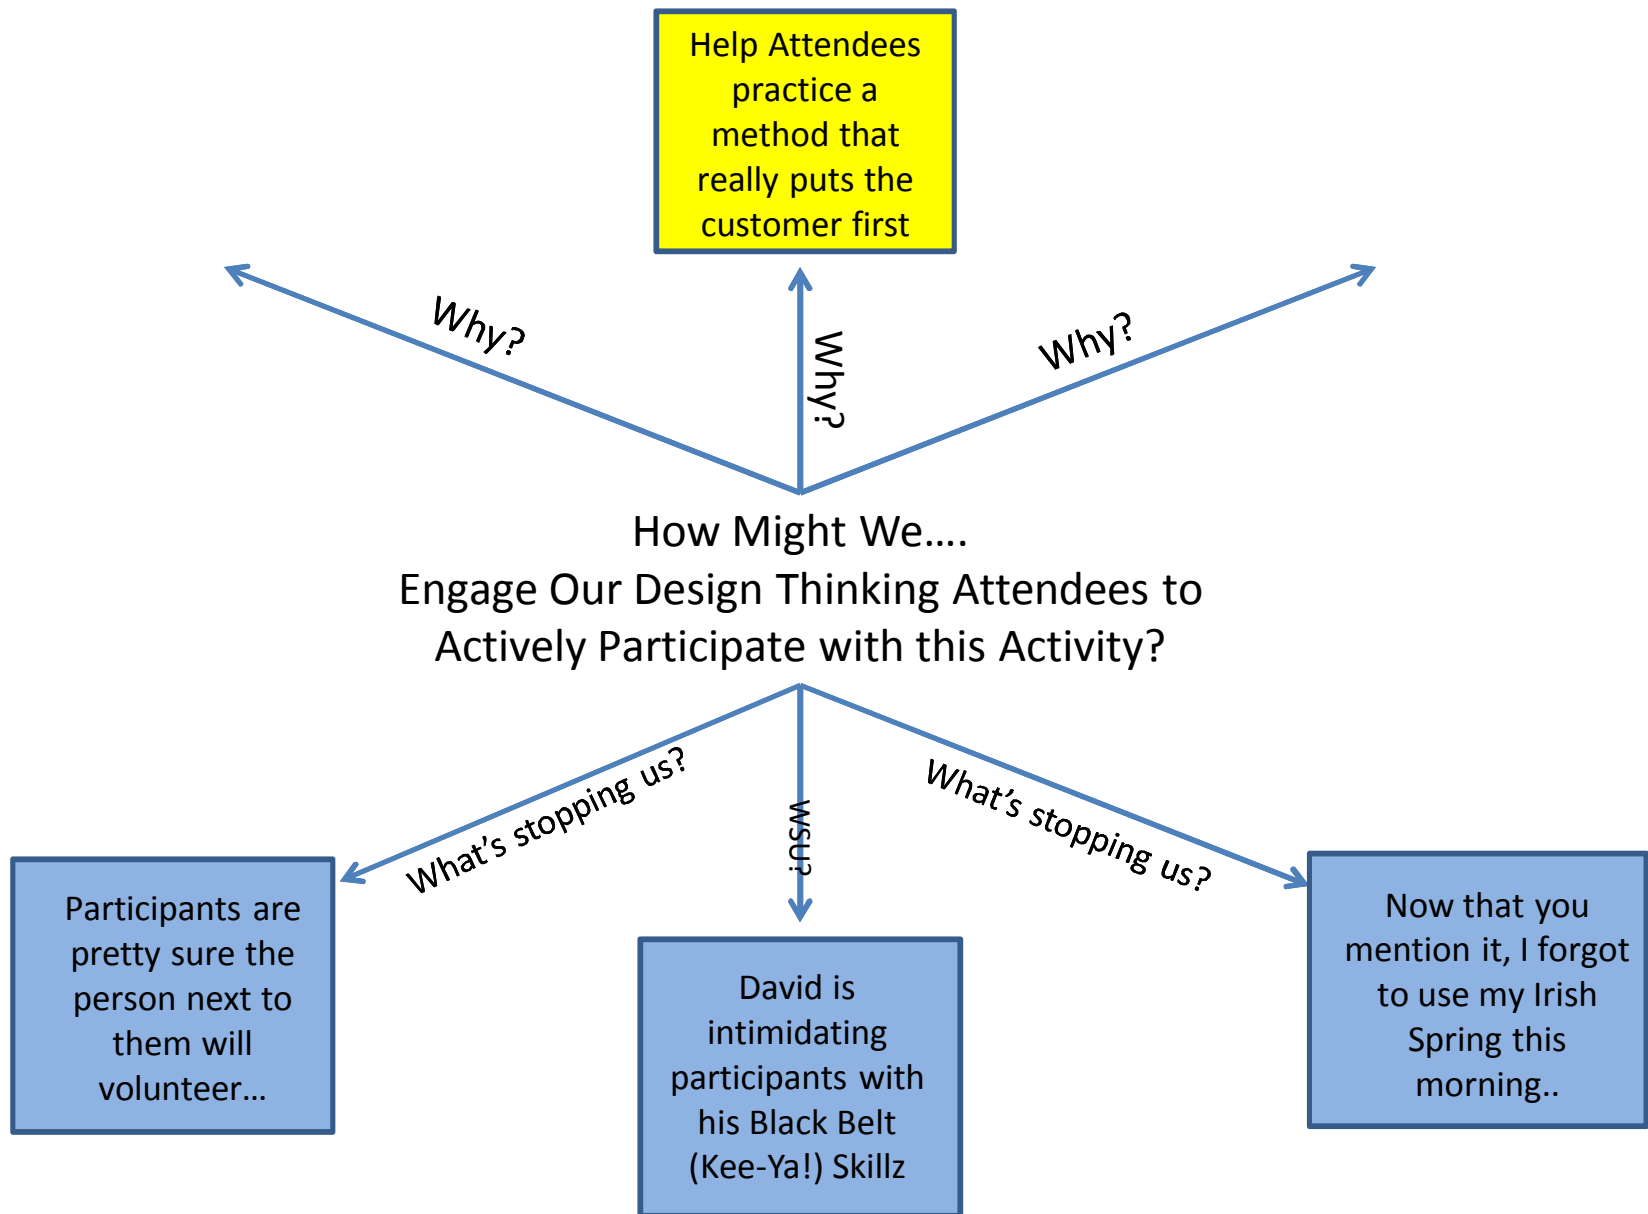 Help Attendees
practice a
method that
really puts the
customer first
Why?
Why?
Why?
How Might We....
Engage Our Design Thinking Attendees to
Actively Participate with this Activity?
What's stopping us?
WSU?
What's stopping us?
Participants are
pretty sure the
person next to
them will
volunteer…
David is
intimidating
participants with
his Black Belt
(Kee-Ya!) Skillz
Now that you
mention it, I forgot
to use my Irish
Spring this
morning..